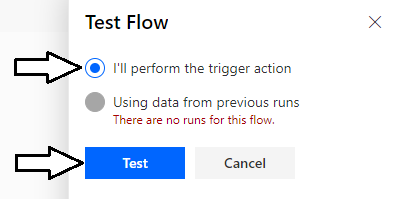 Test Flow
I'll perform the trigger action
Using data from previous runs
There are no runs for this flow.
Test
Cancel